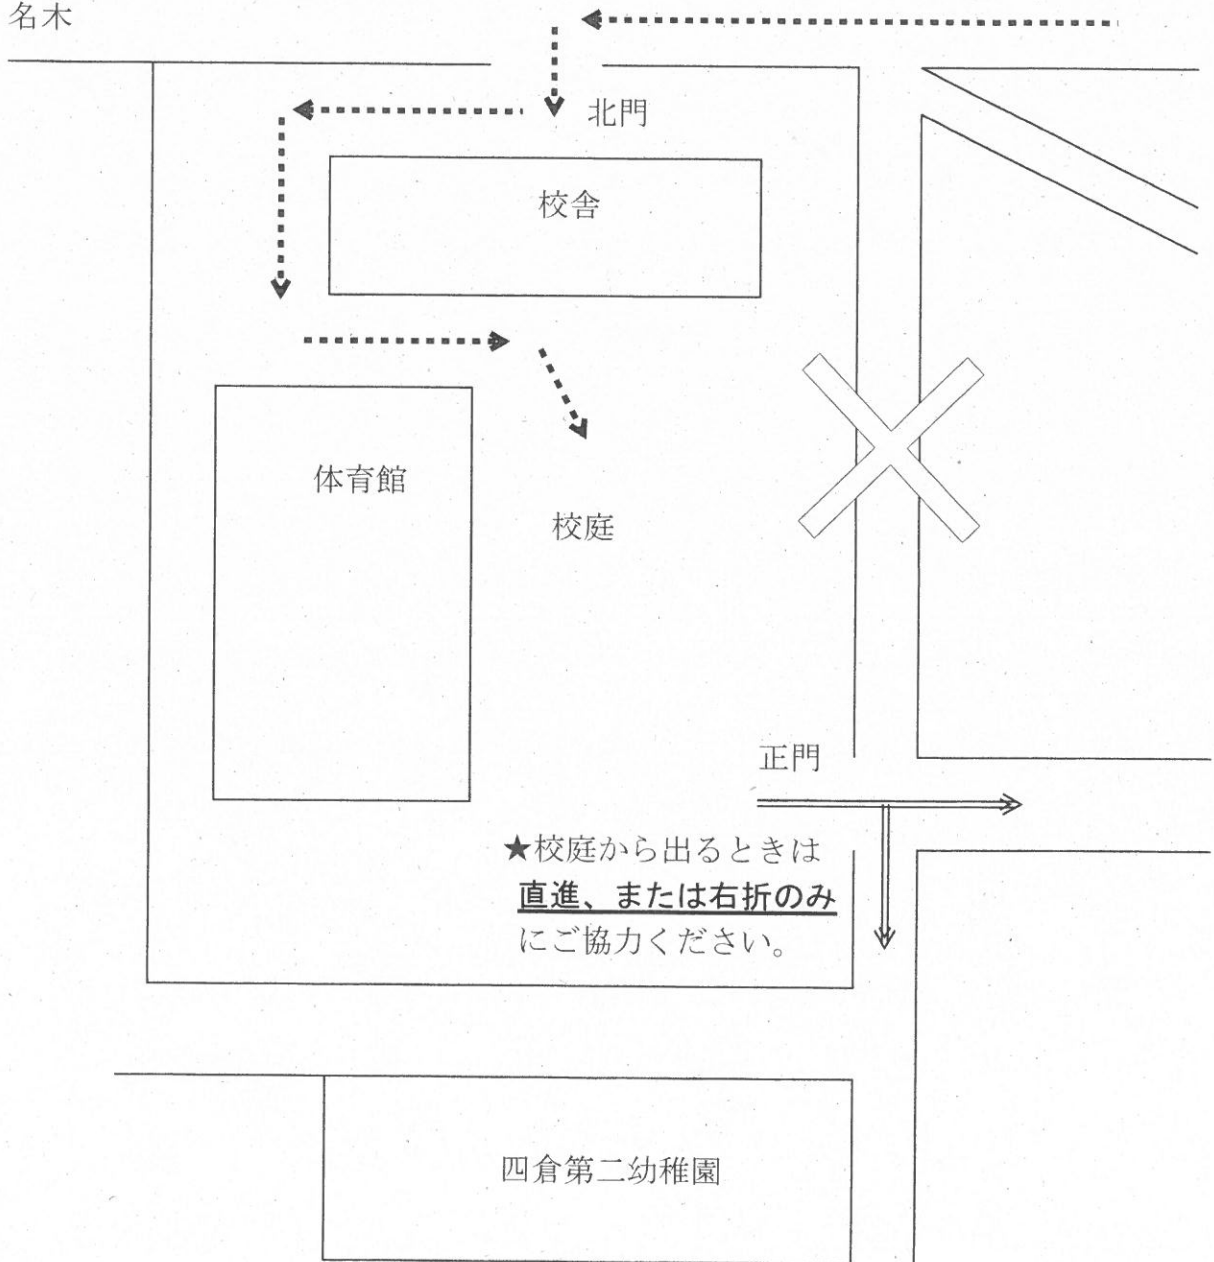 名木
北門
校舎
体育館
校庭
正門
★校庭から出るときは
直進、または右折のみ
にご協力ください。
四倉第二幼稚園